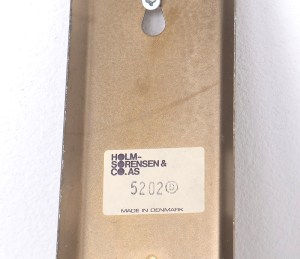 HOLM-
SØRENSEN &
CO. AS
5202 D
MADE IN DENMARK